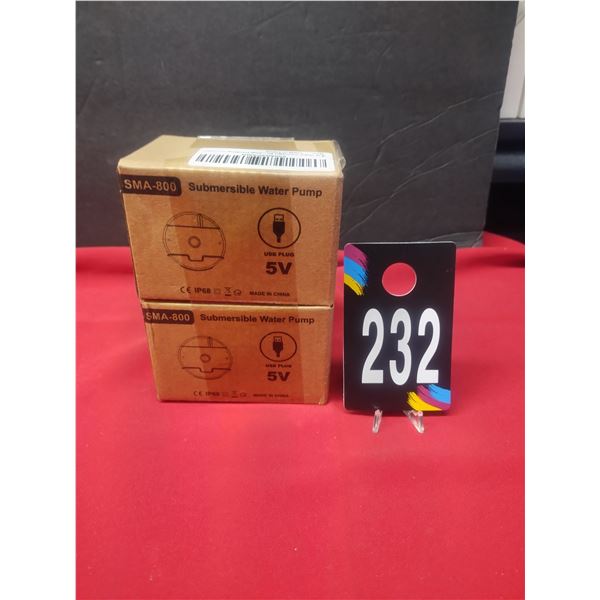 SMA-800 Submersible Water Pump
USB PLUG
5V
CE IP68 MADE IN CHINA
SMA-800 Submersible Water Pump
USB PLUG
5V
CE IP68 MADE IN CHINA
232